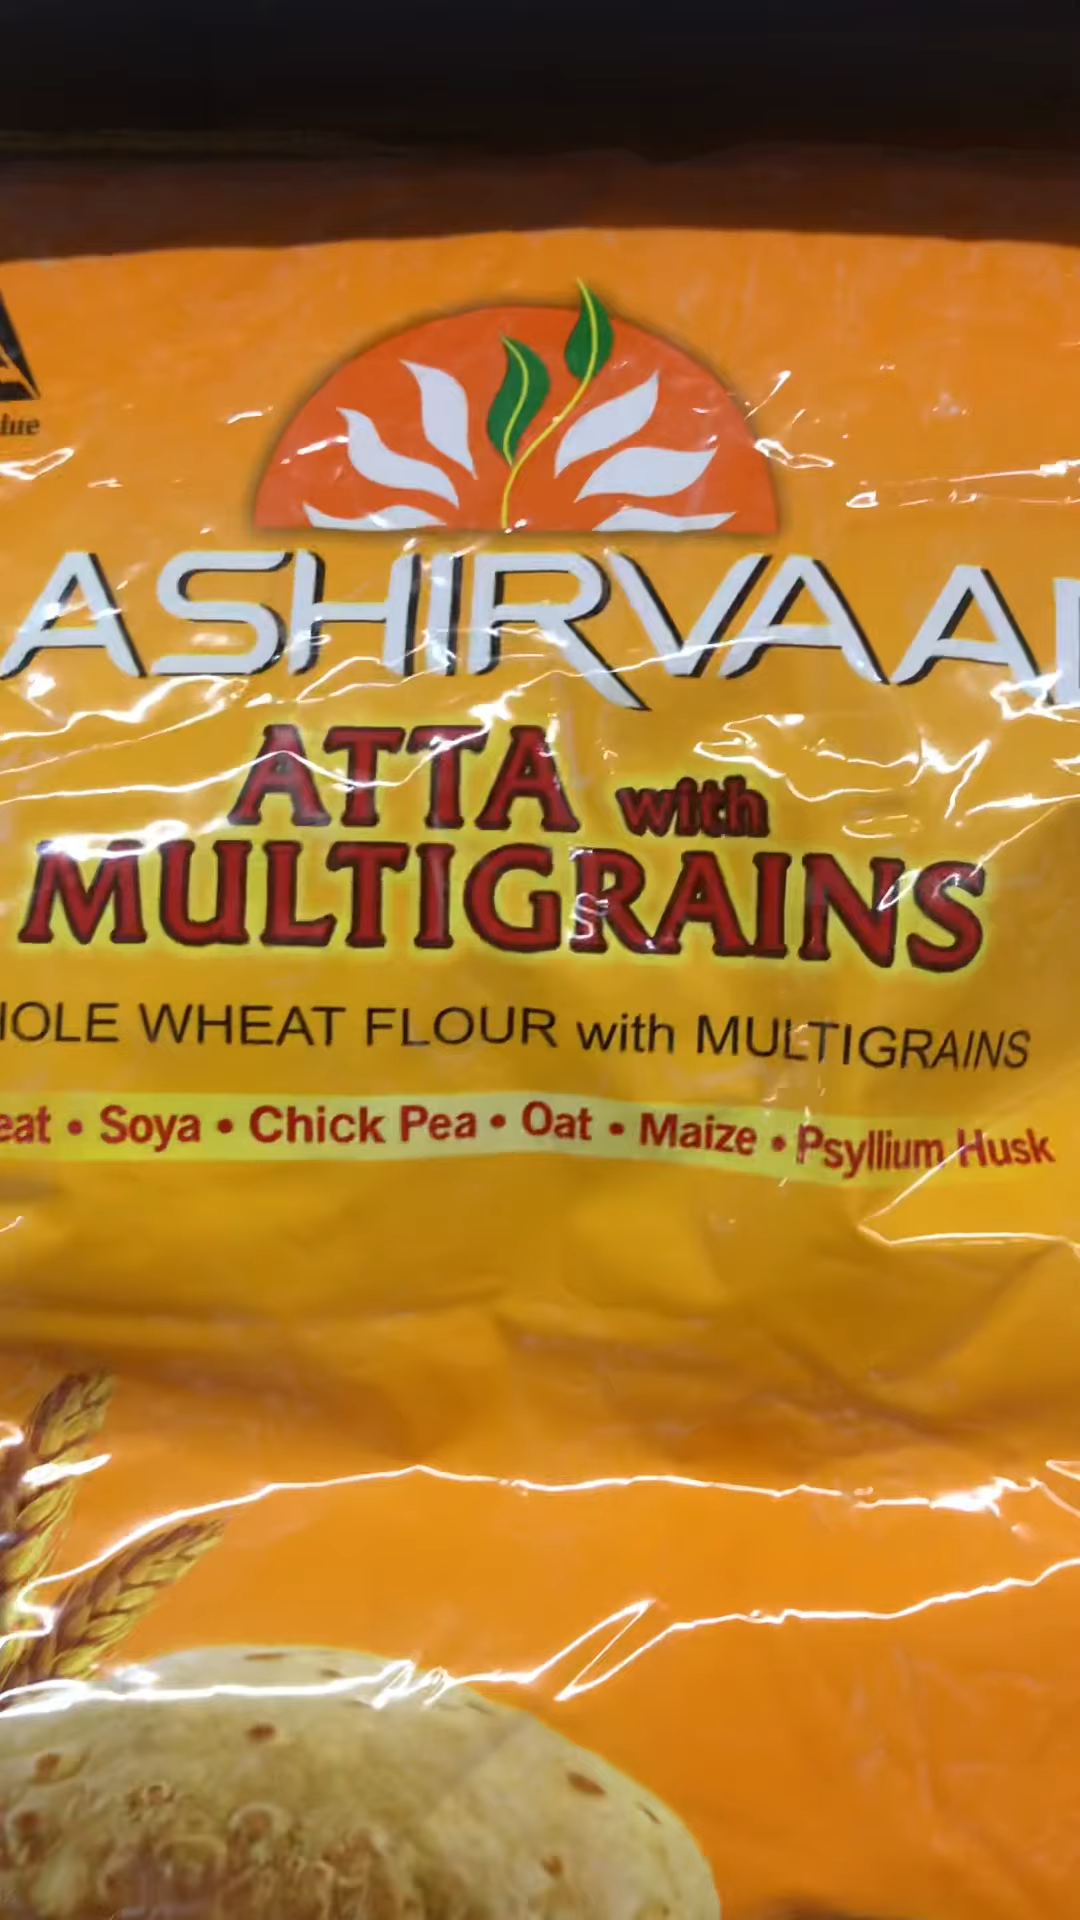 ASHIRVAA
ATTA with
MULTIGRAINS
HOLE WHEAT FLOUR with MULTIGRAINS
eat • Soya • Chick Pea • Oat • Maize • Psyllium Husk